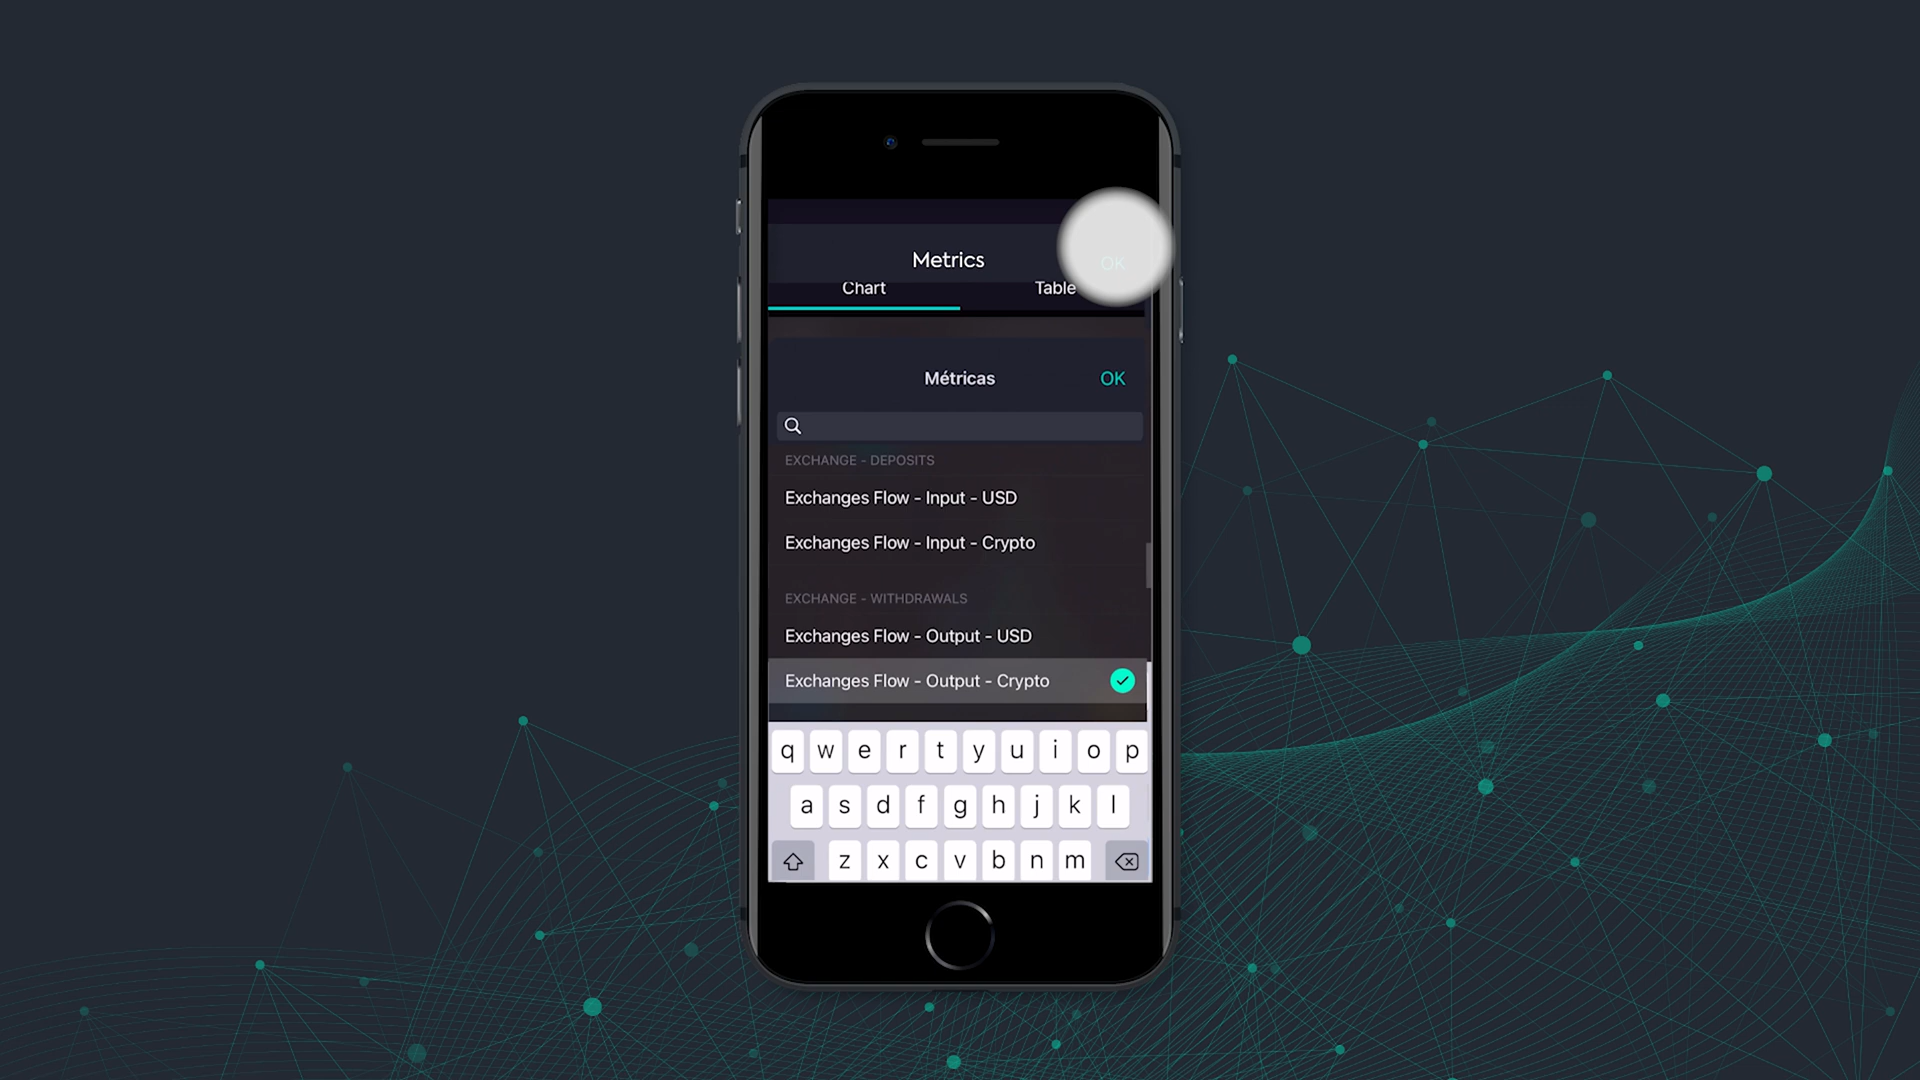 Metrics
OK
Chart Table
Métricas OK
EXCHANGE - DEPOSITS
Exchanges Flow - Input - USD
Exchanges Flow - Input - Crypto
EXCHANGE - WITHDRAWALS
Exchanges Flow - Output - USD
Exchanges Flow - Output - Crypto
q w e r t y u i o p
a s d f g h j k l
z x c v b n m